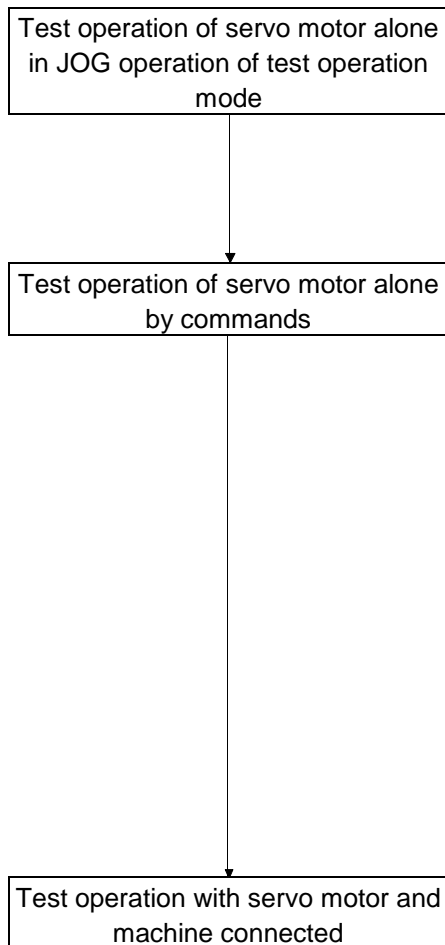 Test operation of servo motor alone
in JOG operation of test operation
mode
Test operation of servo motor alone
by commands
Test operation with servo motor and
machine connected